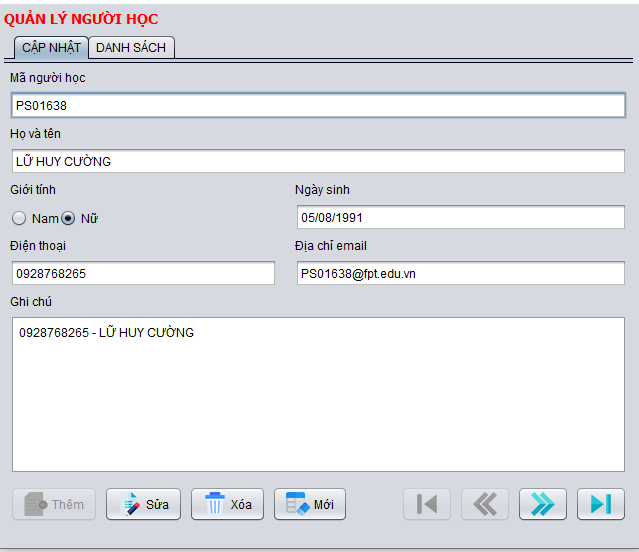 QUẢN LÝ NGƯỜI HỌC
CẬP NHẬT DANH SÁCH
Mã người học
PS01638
Họ và tên
LỮ HUY CƯỜNG
Giới tính Ngày sinh
Nam Nữ 05/08/1991
Điện thoại Địa chỉ email
0928768265 PS01638@fpt.edu.vn
Ghi chú
0928768265 - LỮ HUY CƯỜNG
Thêm Sửa Xóa Mới